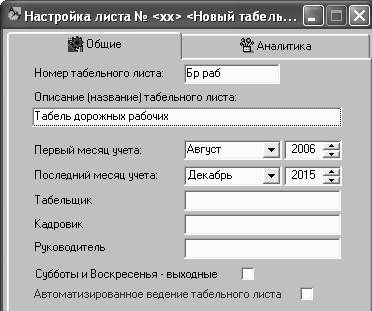 Настройка листа № <xx> <Новый табель...
Общие
Аналитика
Номер табельного листа: Бр раб
Описание (название) табельного листа:
Табель дорожных рабочих
Первый месяц учета: Август 2006
Последний месяц учета: Декабрь 2015
Табельщик
Кадровик
Руководитель
Субботы и Воскресенья - выходные
Автоматизированное ведение табельного листа